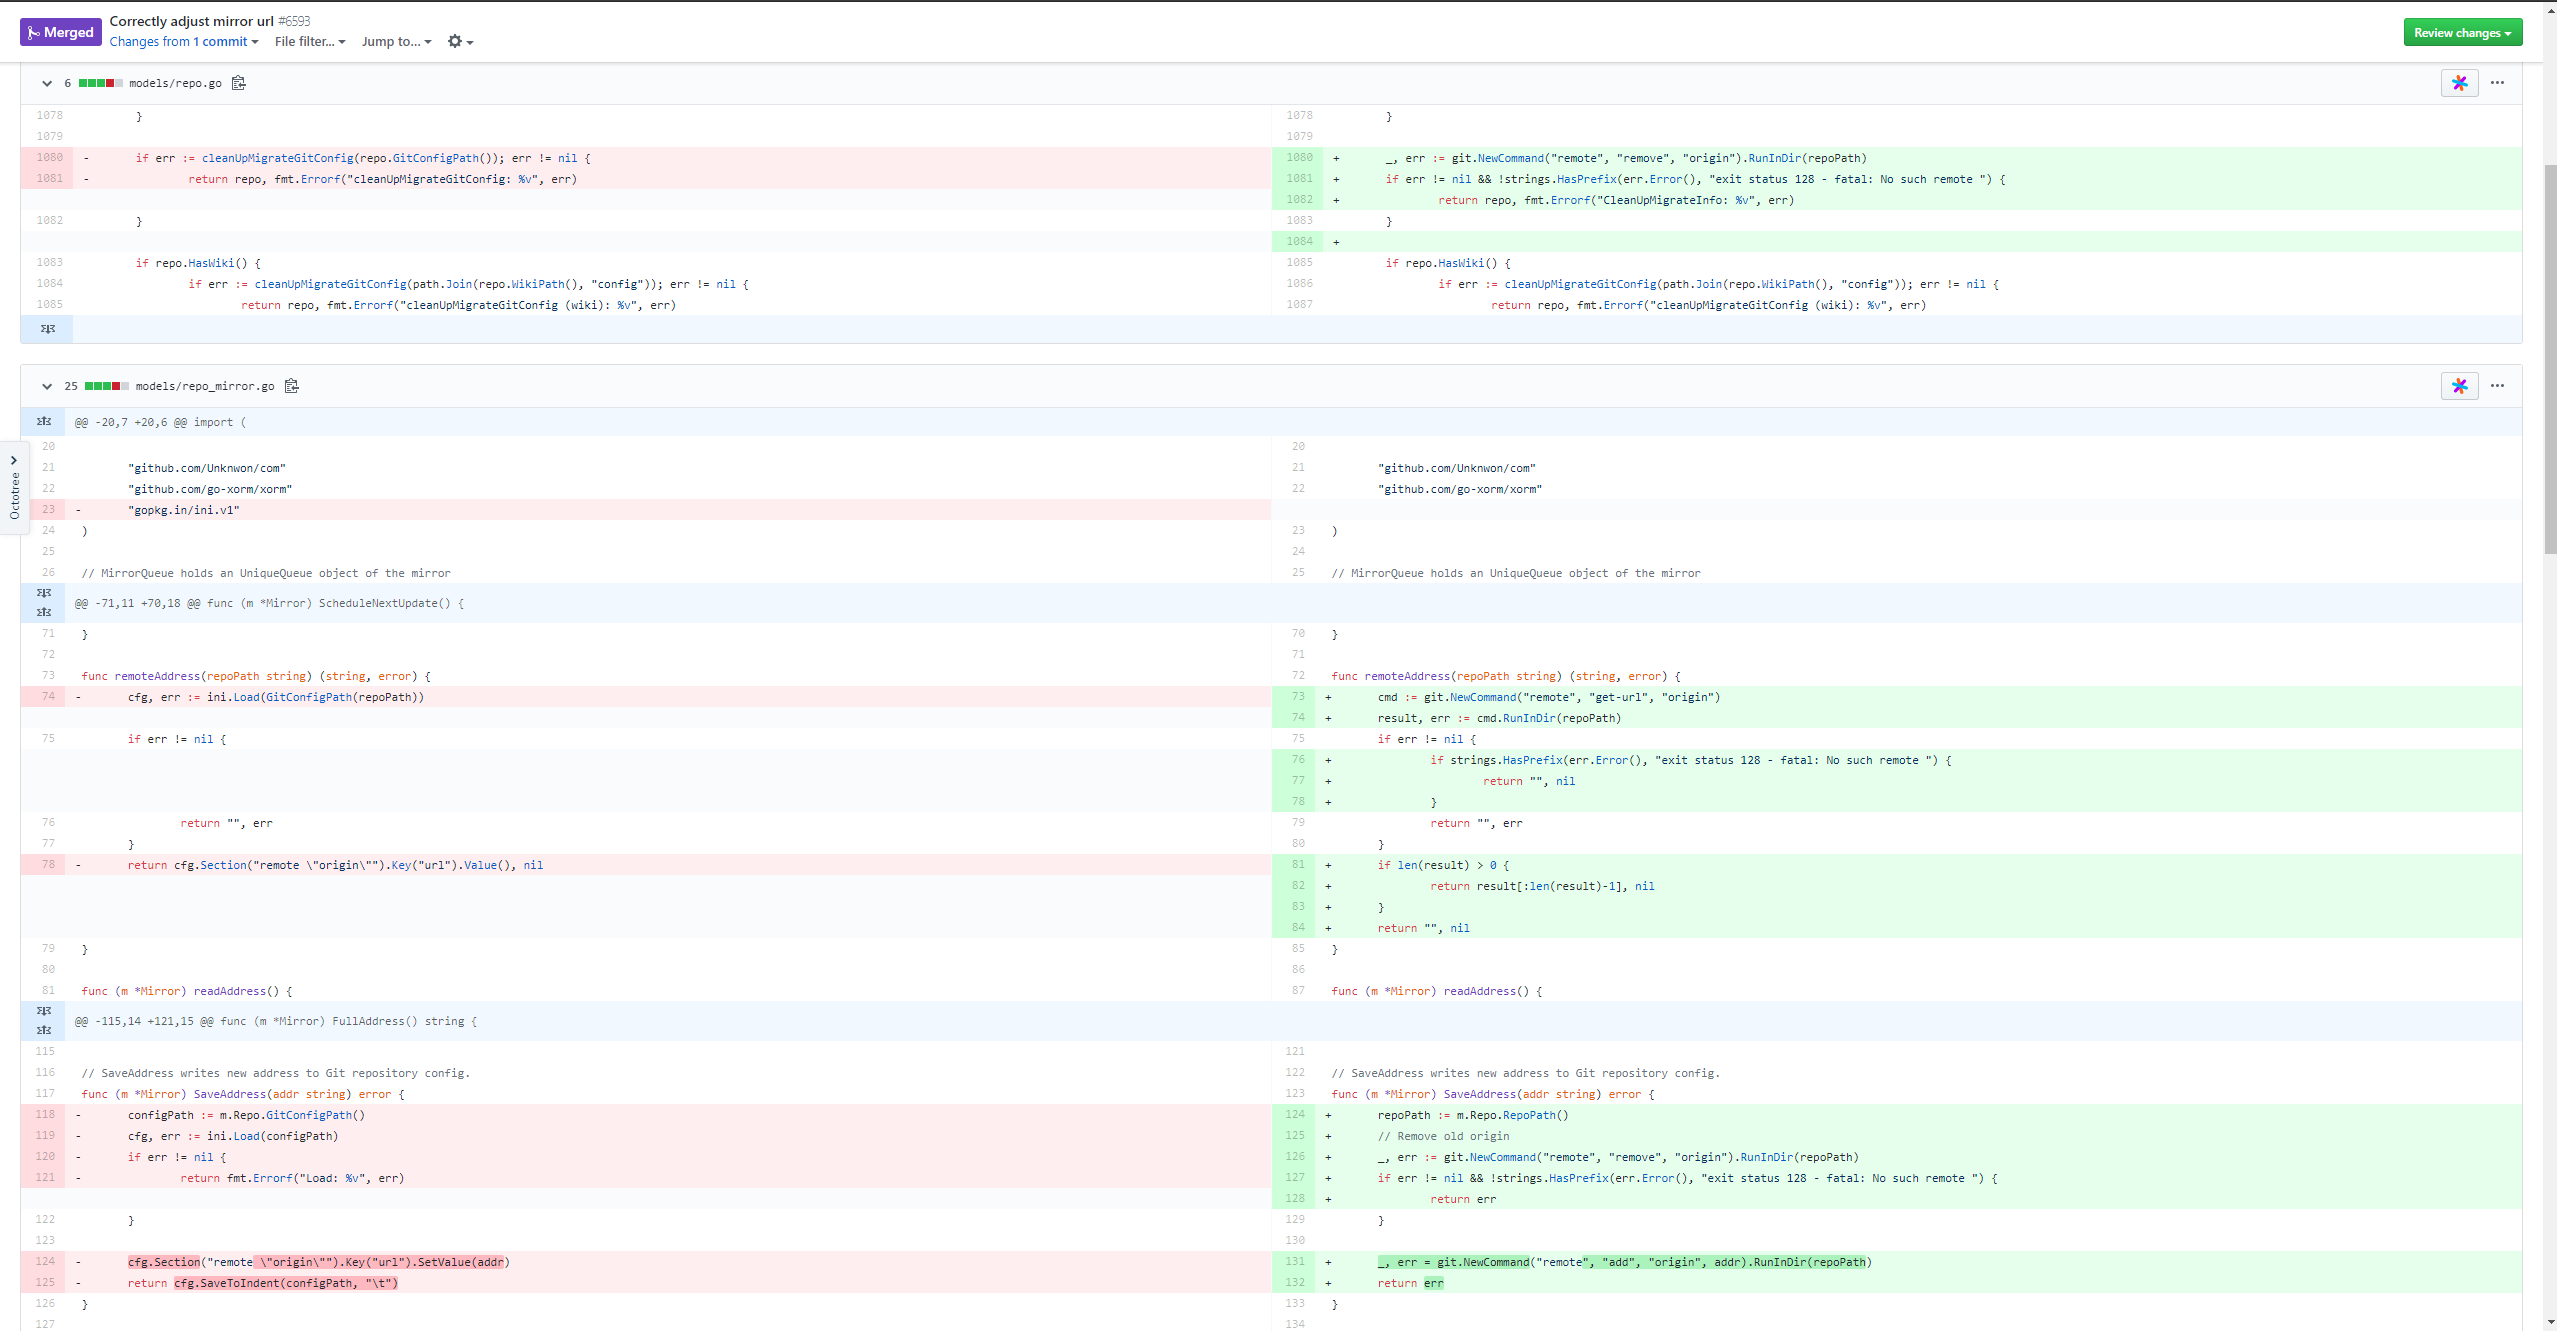 Merged
Correctly adjust mirror url #6593
Changes from 1 commit File filter... Jump to...
Review changes
6 models/repo.go
1078 } 1078 }
1079 1079
1080 - if err := cleanUpMigrateGitConfig(repo.GitConfigPath()); err != nil { 1080 + _, err := git.NewCommand("remote", "remove", "origin").RunInDir(repoPath)
1081 - return repo, fmt.Errorf("cleanUpMigrateGitConfig: %v", err) 1081 + if err != nil && !strings.HasPrefix(err.Error(), "exit status 128 - fatal: No such remote ") {
1082 + return repo, fmt.Errorf("CleanUpMigrateInfo: %v", err)
1082 } 1083 }
1084 +
1083 if repo.HasWiki() { 1085 if repo.HasWiki() {
1084 if err := cleanUpMigrateGitConfig(path.Join(repo.WikiPath(), "config")); err != nil { 1086 if err := cleanUpMigrateGitConfig(path.Join(repo.WikiPath(), "config")); err != nil {
1085 return repo, fmt.Errorf("cleanUpMigrateGitConfig (wiki): %v", err) 1087 return repo, fmt.Errorf("cleanUpMigrateGitConfig (wiki): %v", err)
25 models/repo_mirror.go
@@ -20,7 +20,6 @@ import (
20 20
21 "github.com/Unknwon/com" 21 "github.com/Unknwon/com"
22 "github.com/go-xorm/xorm" 22 "github.com/go-xorm/xorm"
Octotree
23 - "gopkg.in/ini.v1"
24 ) 23 )
25 24
26 // MirrorQueue holds an UniqueQueue object of the mirror 25 // MirrorQueue holds an UniqueQueue object of the mirror
@@ -71,11 +70,18 @@ func (m *Mirror) ScheduleNextUpdate() {
71 } 70 }
72 71
73 func remoteAddress(repoPath string) (string, error) { 72 func remoteAddress(repoPath string) (string, error) {
74 - cfg, err := ini.Load(GitConfigPath(repoPath)) 73 + cmd := git.NewCommand("remote", "get-url", "origin")
74 + result, err := cmd.RunInDir(repoPath)
75 if err != nil { 75 if err != nil {
76 + if strings.HasPrefix(err.Error(), "exit status 128 - fatal: No such remote ") {
77 + return "", nil
78 + }
76 return "", err 79 return "", err
77 } 80 }
78 - return cfg.Section("remote \"origin\"").Key("url").Value(), nil 81 + if len(result) > 0 {
82 + return result[:len(result)-1], nil
83 + }
84 + return "", nil
79 } 85 }
80 86
81 func (m *Mirror) readAddress() { 87 func (m *Mirror) readAddress() {
@@ -115,14 +121,15 @@ func (m *Mirror) FullAddress() string {
115 121
116 // SaveAddress writes new address to Git repository config. 122 // SaveAddress writes new address to Git repository config.
117 func (m *Mirror) SaveAddress(addr string) error { 123 func (m *Mirror) SaveAddress(addr string) error {
118 - configPath := m.Repo.GitConfigPath() 124 + repoPath := m.Repo.RepoPath()
119 - cfg, err := ini.Load(configPath) 125 + // Remove old origin
120 - if err != nil { 126 + _, err := git.NewCommand("remote", "remove", "origin").RunInDir(repoPath)
121 - return fmt.Errorf("Load: %v", err) 127 + if err != nil && !strings.HasPrefix(err.Error(), "exit status 128 - fatal: No such remote ") {
128 + return err
122 } 129 }
123 130
124 - cfg.Section("remote \"origin\"").Key("url").SetValue(addr) 131 + _, err = git.NewCommand("remote", "add", "origin", addr).RunInDir(repoPath)
125 - return cfg.SaveToIndent(configPath, "\t") 132 + return err
126 } 133 }
127 134